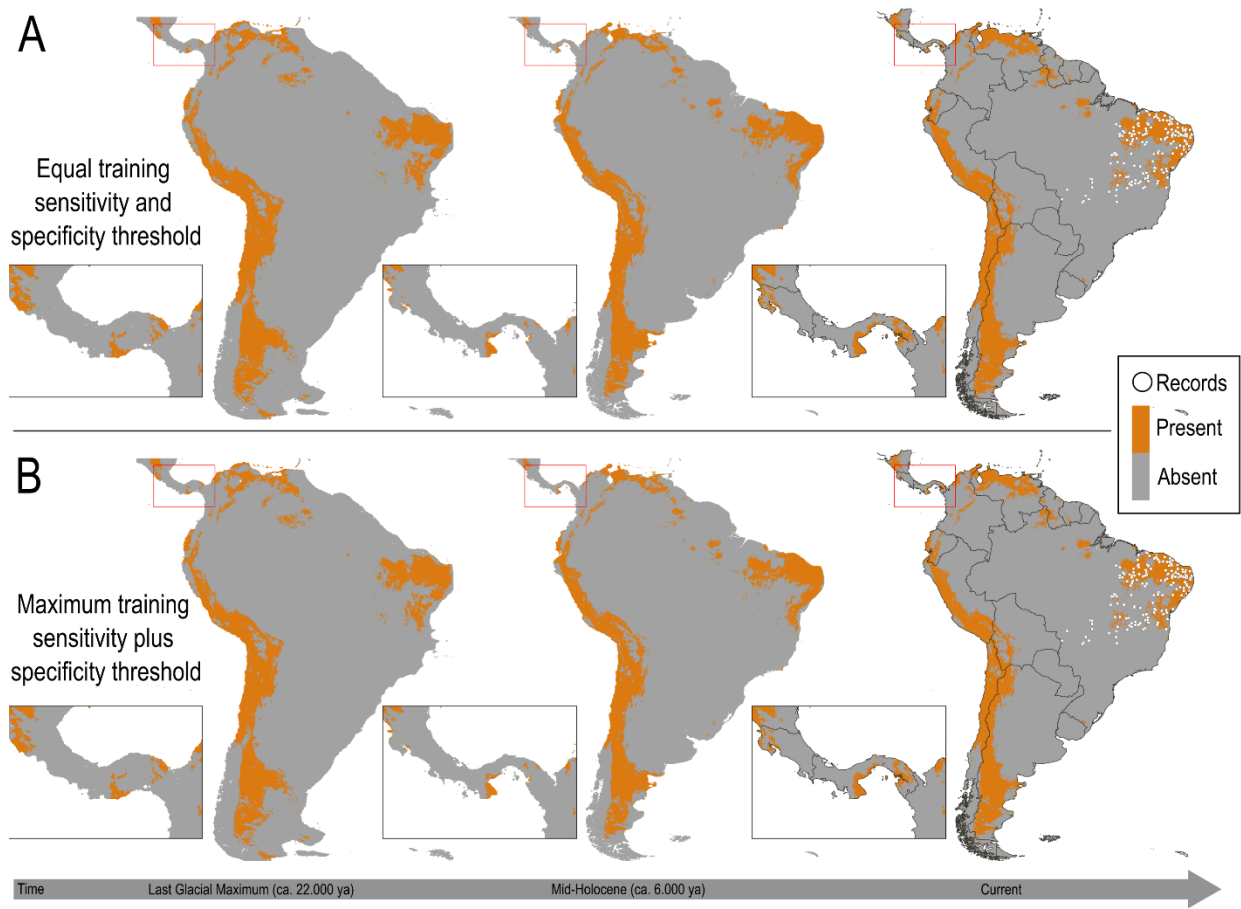 A
Equal training
sensitivity and
specificity threshold
Records
Present
Absent
B
Maximum training
sensitivity plus
specificity threshold
Time
Last Glacial Maximum (ca. 22.000 ya)
Mid-Holocene (ca. 6.000 ya)
Current